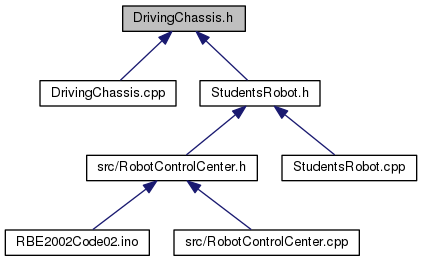 DrivingChassis.h
DrivingChassis.cpp
StudentsRobot.h
src/RobotControlCenter.h
StudentsRobot.cpp
RBE2002Code02.ino
src/RobotControlCenter.cpp